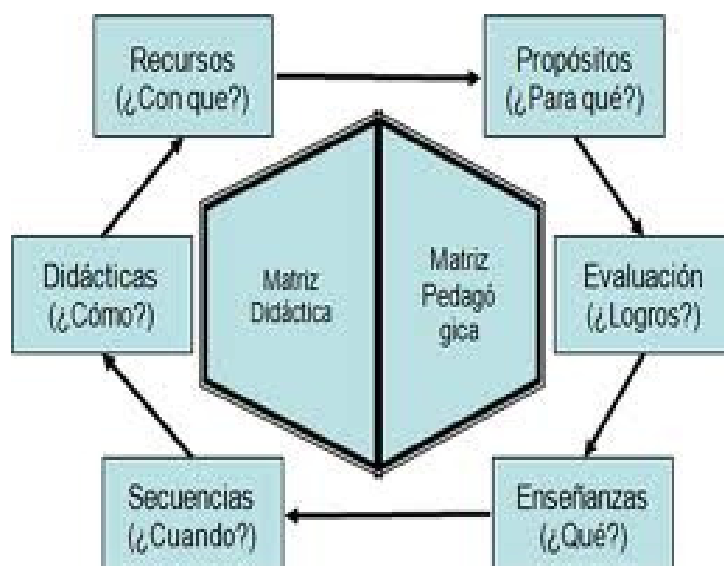 Recursos
(¿Con que?)
Propósitos
(¿Para qué?)
Didácticas
(¿Cómo?)
Matriz
Didáctica
Matriz
Pedagó
gica
Evaluación
(¿Logros?)
Secuencias
(¿Cuando?)
Enseñanzas
(¿Qué?)